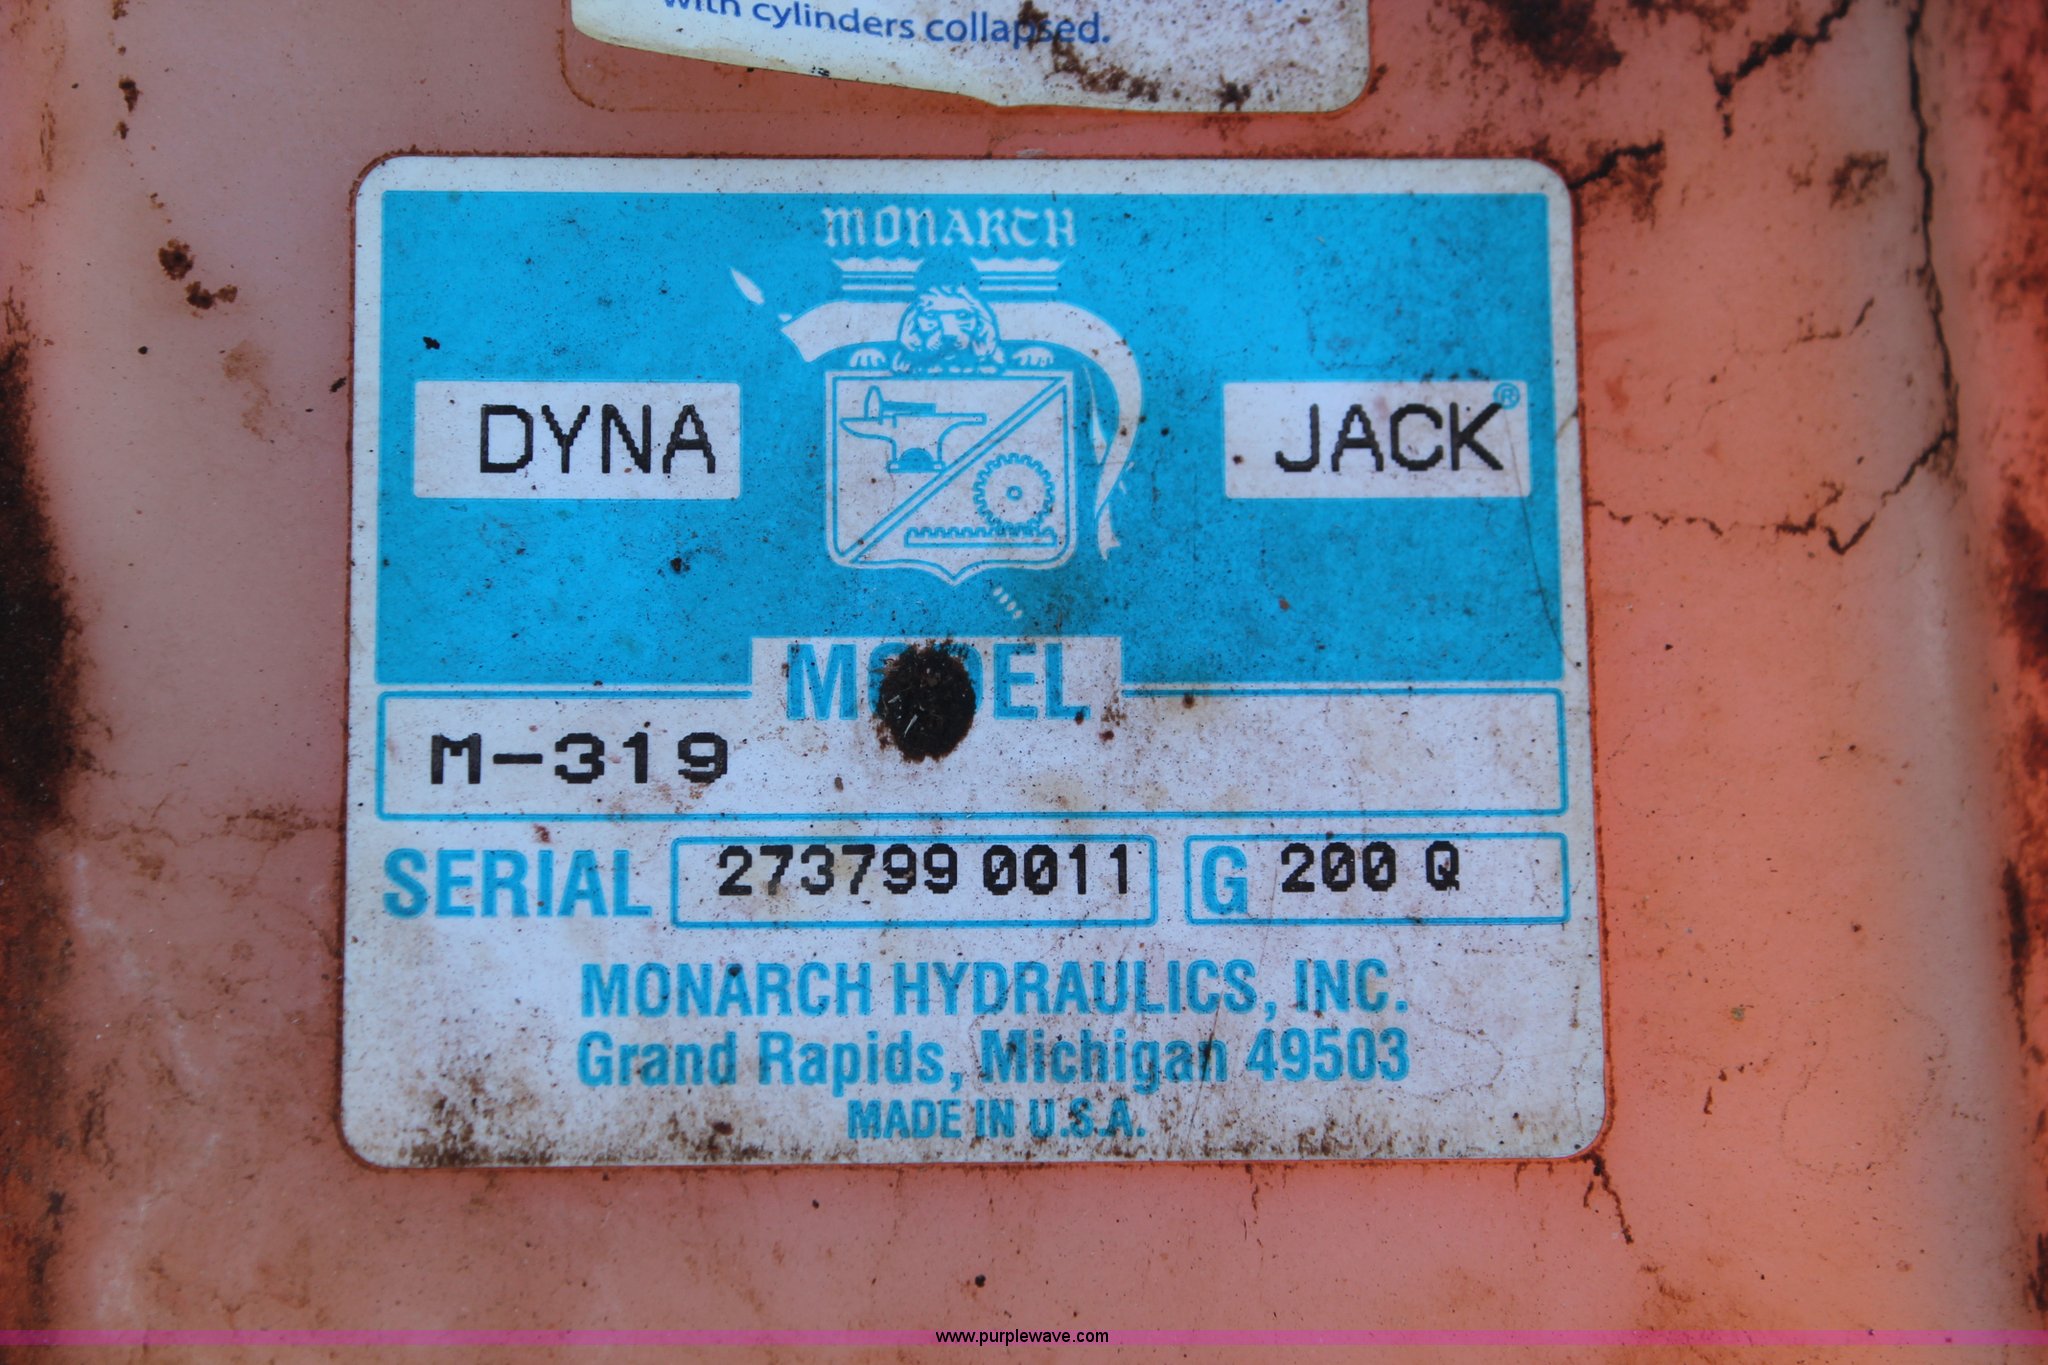 with cylinders collapsed.
MONARCH
DYNA JACK®
MODEL
M-319
SERIAL 273799 0011 G 200 Q
MONARCH HYDRAULICS, INC.
Grand Rapids, Michigan 49503
MADE IN U.S.A.
www.purplewave.com